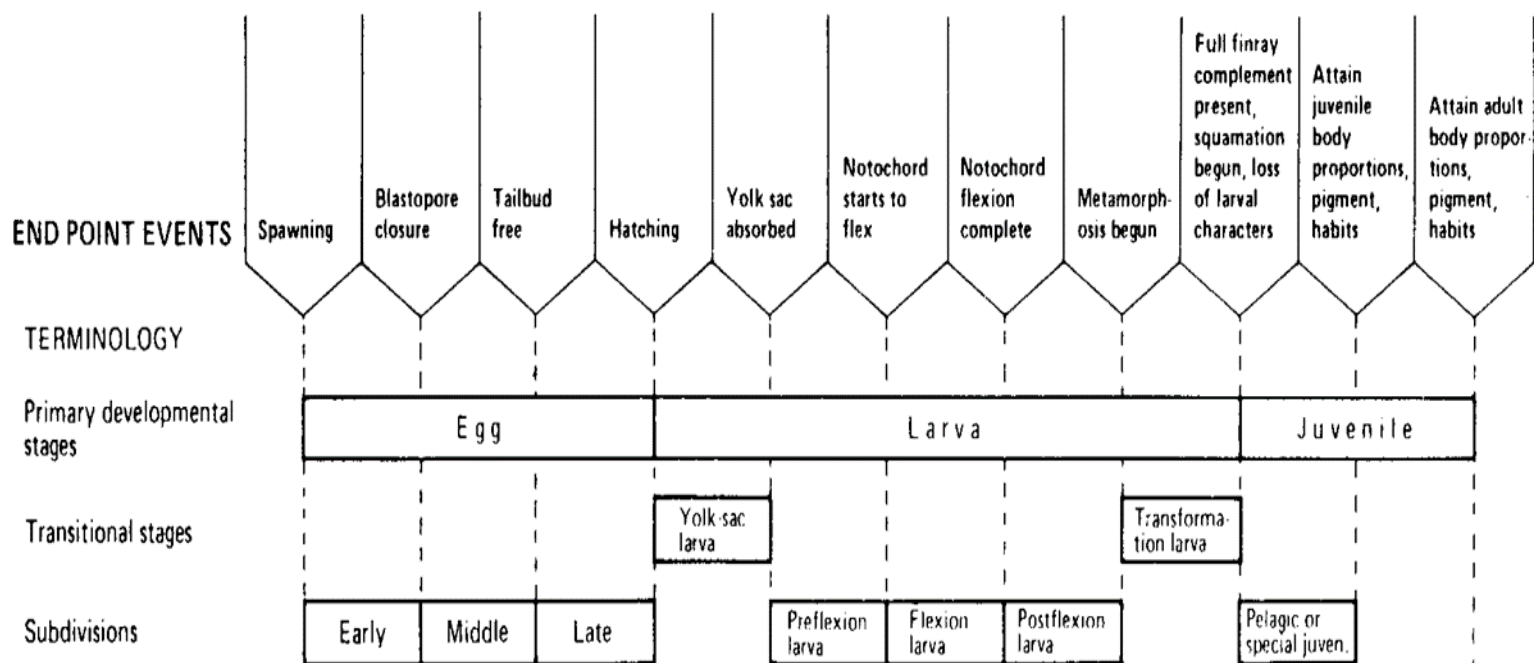 END POINT EVENTS
Spawning
Blastopore
closure
Tailbud
free
Hatching
Yolk sac
absorbed
Notochord
starts to
flex
Notochord
flexion
complete
Metamorph-
osis begun
Full finray
complement
present,
squamation
begun, loss
of larval
characters
Attain
juvenile
body
proportions,
pigment,
habits
Attain adult
body propor-
tions,
pigment,
habits
TERMINOLOGY
Primary developmental
stages
Egg
Larva
Juvenile
Transitional stages
Yolk-sac
larva
Transforma-
tion larva
Subdivisions
Early
Middle
Late
Preflexion
larva
Flexion
larva
Postflexion
larva
Pelagic or
special juven.